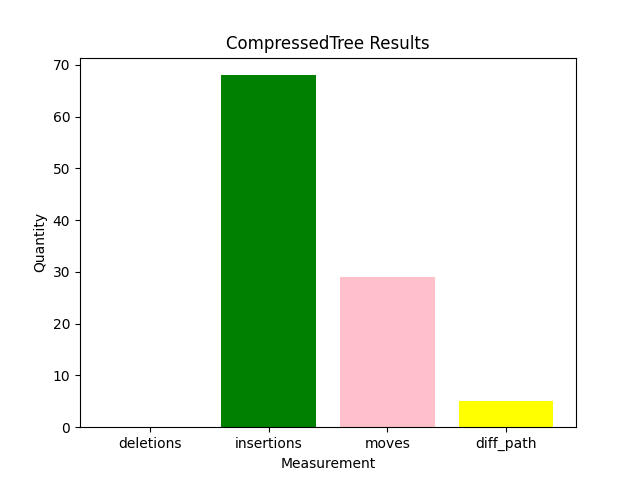 CompressedTree Results
70
60
50
40
30
20
10
0
Quantity
deletions insertions moves diff_path
Measurement